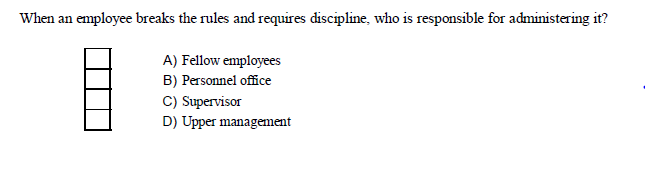 When an employee breaks the rules and requires discipline, who is responsible for administering it?
A) Fellow employees
B) Personnel office
C) Supervisor
D) Upper management